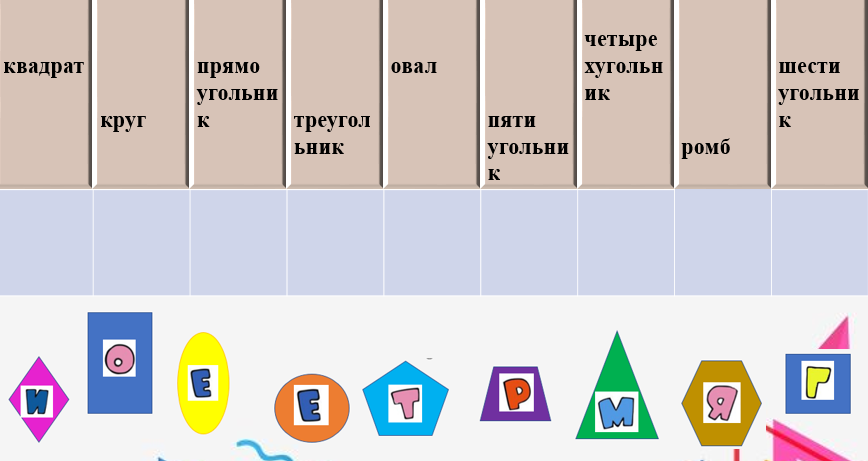 квадрат
круг
прямо
угольни
к
треугол
ьник
овал
пяти
угольни
к
четыре
хугольн
ик
ромб
шести
угольни
к
И
О
Е
Е
Т
Р
М
Я
Г